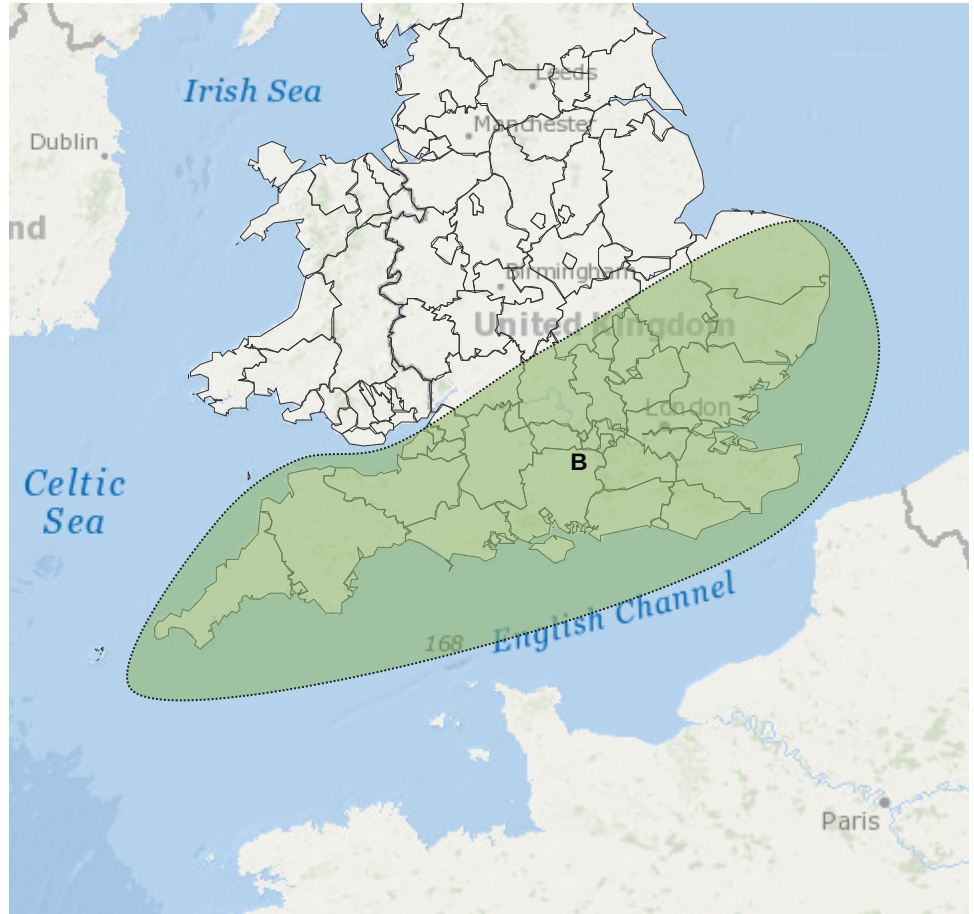 Leeds
Irish Sea
Manchester
Dublin
nd
Birmingham
United Kingdom
London
B
Celtic
Sea
English Channel
168
Paris